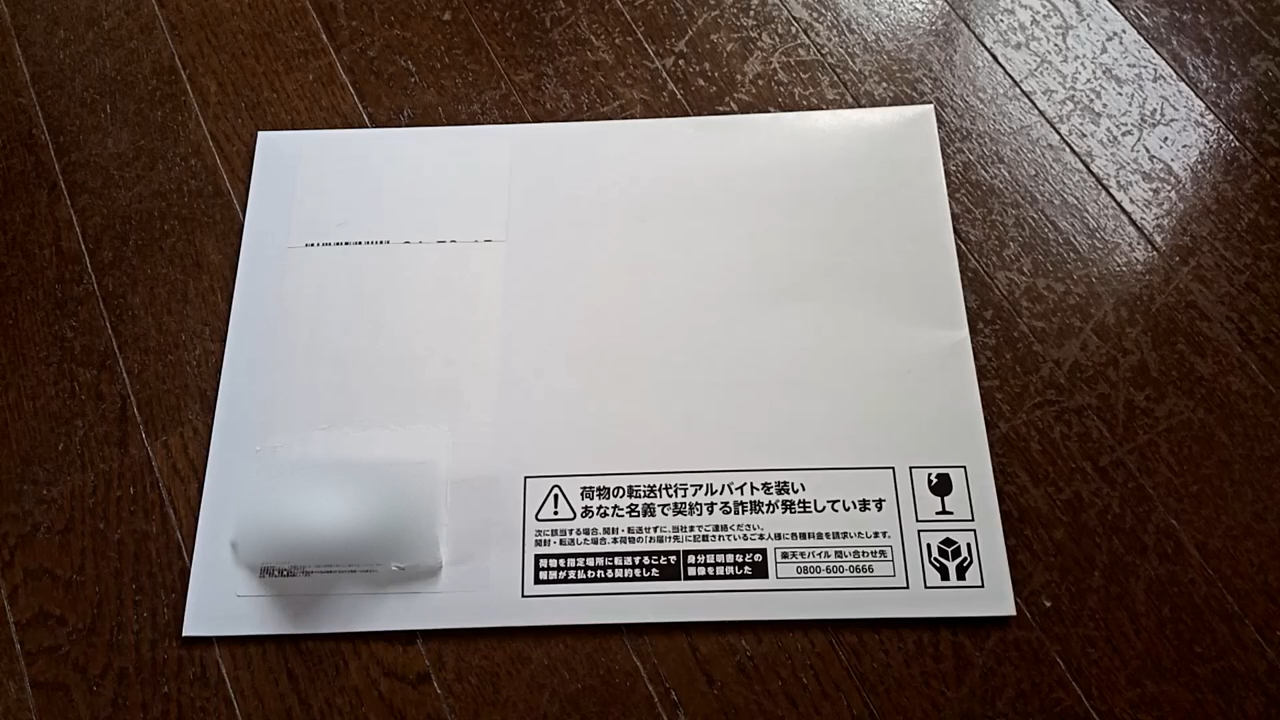 荷物の転送代行アルバイトを装い
あなた名義で契約する詐欺が発生しています
次に該当する場合、開封・転送せずに、当社までご連絡ください。
開封・転送した場合、本荷物の「お届け先」に記載されているご本人様に各種料金を請求いたします。
荷物を指定場所に転送することで
報酬が支払われる契約をした
身分証明書などの
画像を提供した
楽天モバイル 問い合わせ先
0800-600-0666